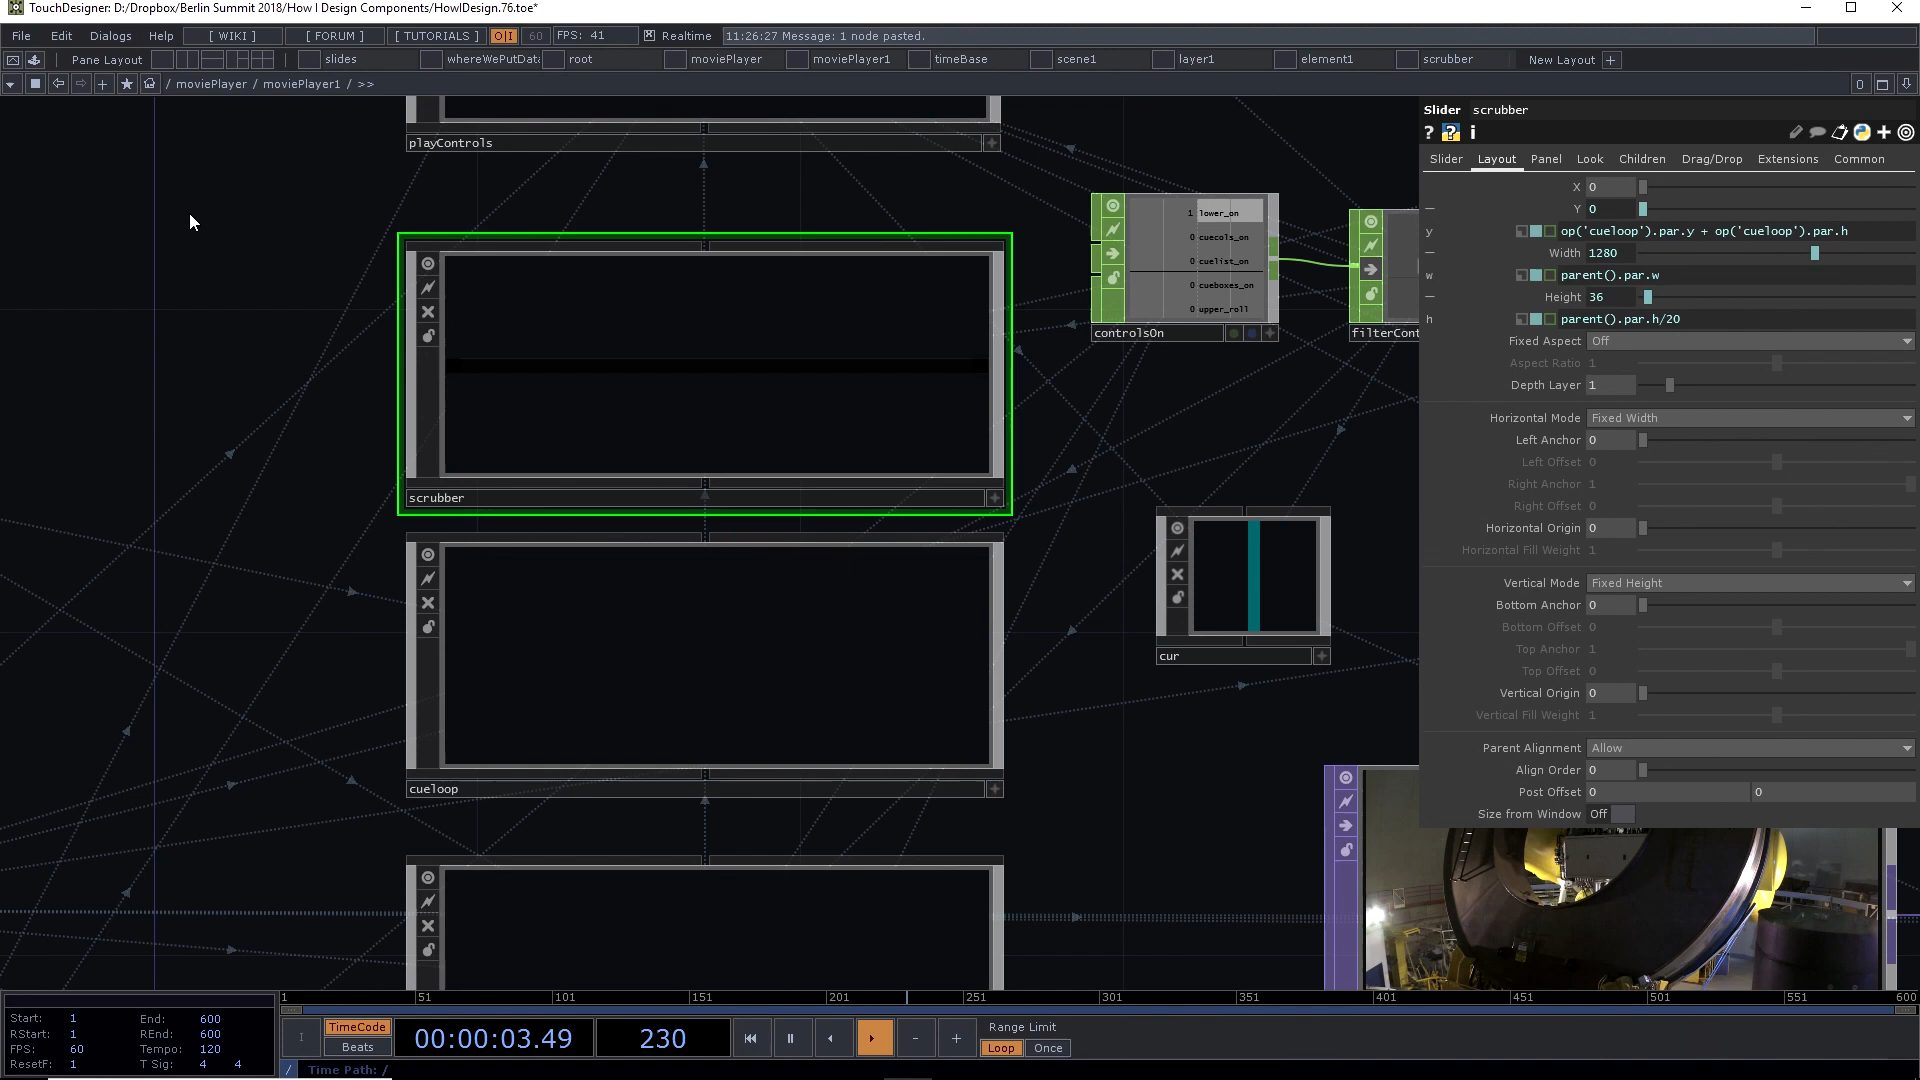 TouchDesigner: D:/Dropbox/Berlin Summit 2018/How I Design Components/HowIDesign.76.toe*
File Edit Dialogs Help [ WIKI ] [ FORUM ] [ TUTORIALS ] O|I 60 FPS: 41 Realtime 11:26:27 Message: 1 node pasted.
Pane Layout slides whereWePutData root moviePlayer moviePlayer1 timeBase scene1 layer1 element1 scrubber New Layout +
/ moviePlayer / moviePlayer1 / >> 0
Slider scrubber
? ? i
Slider Layout Panel Look Children Drag/Drop Extensions Common
X 0
Y 0
y op('cueloop').par.y + op('cueloop').par.h
Width 1280
w parent().par.w
Height 36
h parent().par.h/20
Fixed Aspect Off
Aspect Ratio 1
Depth Layer 1
Horizontal Mode Fixed Width
Left Anchor 0
Left Offset 0
Right Anchor 1
Right Offset 0
Horizontal Origin 0
Horizontal Fill Weight 1
Vertical Mode Fixed Height
Bottom Anchor 0
Bottom Offset 0
Top Anchor 1
Top Offset 0
Vertical Origin 0
Vertical Fill Weight 1
Parent Alignment Allow
Align Order 0
Post Offset 0 0
Size from Window Off
playControls
1 lower_on
0 cuecols_on
0 cuelist_on
0 cueboxes_on
0 upper_roll
controlsOn
filterCont
scrubber
cur
cueloop
1 51 101 151 201 251 301 351 401 451 501 551 600
Start: 1 End: 600
RStart: 1 REnd: 600
FPS: 60 Tempo: 120
ResetF: 1 T Sig: 4 4
I TimeCode
Beats
00:00:03.49 230
- +
Range Limit
Loop Once
/ Time Path: /